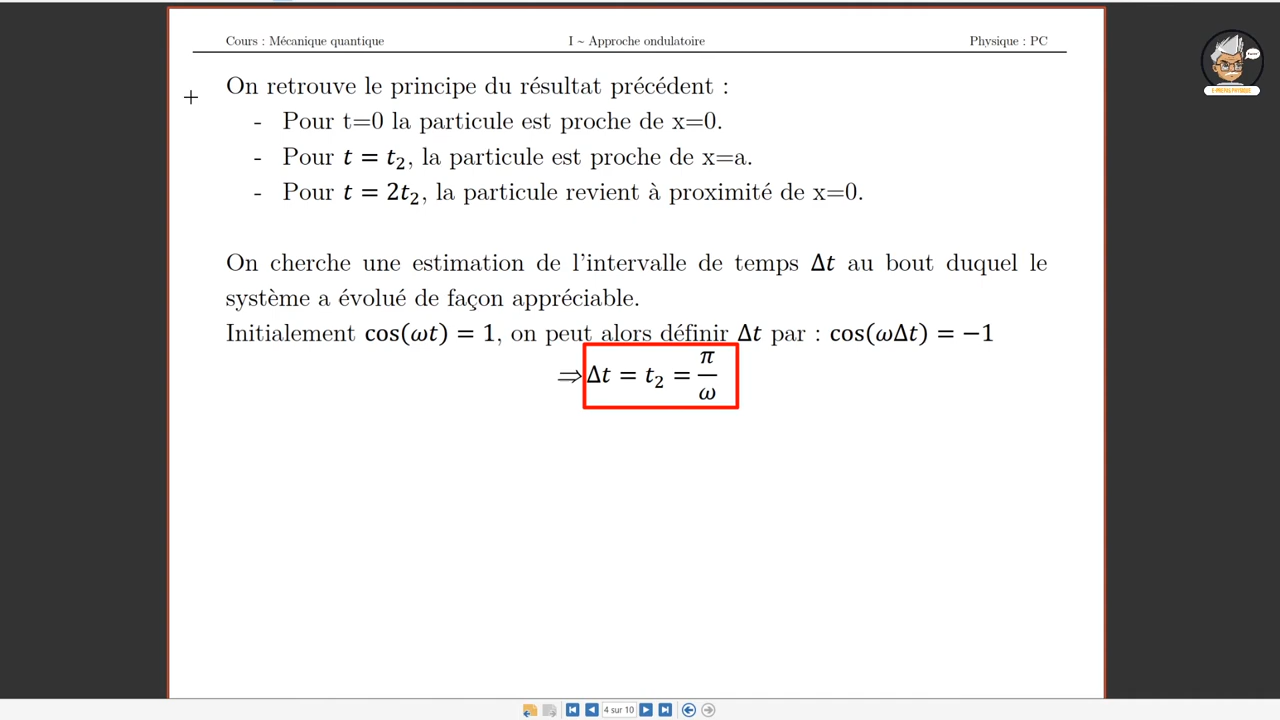 Cours : Mécanique quantique I ~ Approche ondulatoire Physique : PC
On retrouve le principe du résultat précédent :
- Pour t=0 la particule est proche de x=0.
- Pour t = t₂, la particule est proche de x=a.
- Pour t = 2t₂, la particule revient à proximité de x=0.
On cherche une estimation de l'intervalle de temps Δt au bout duquel le
système a évolué de façon appréciable.
Initialement cos(ωt) = 1, on peut alors définir Δt par : cos(ωΔt) = −1
⇒ Δt = t₂ = π/ω
4 sur 10